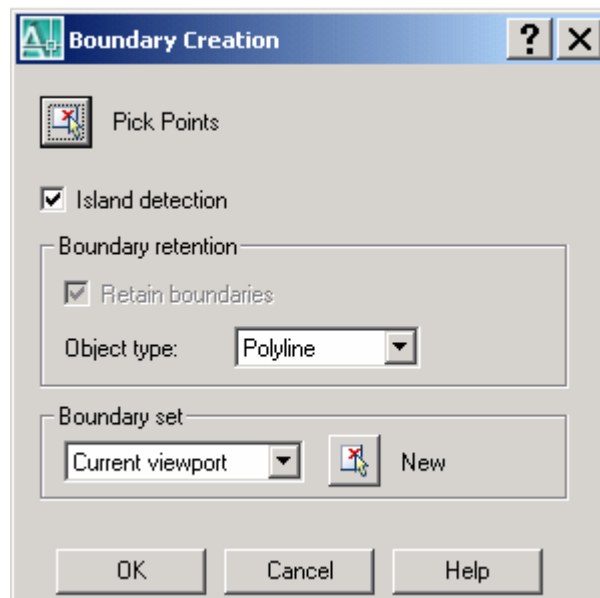 Boundary Creation
Pick Points
Island detection
Boundary retention
Retain boundaries
Object type: Polyline
Boundary set
Current viewport New
OK Cancel Help